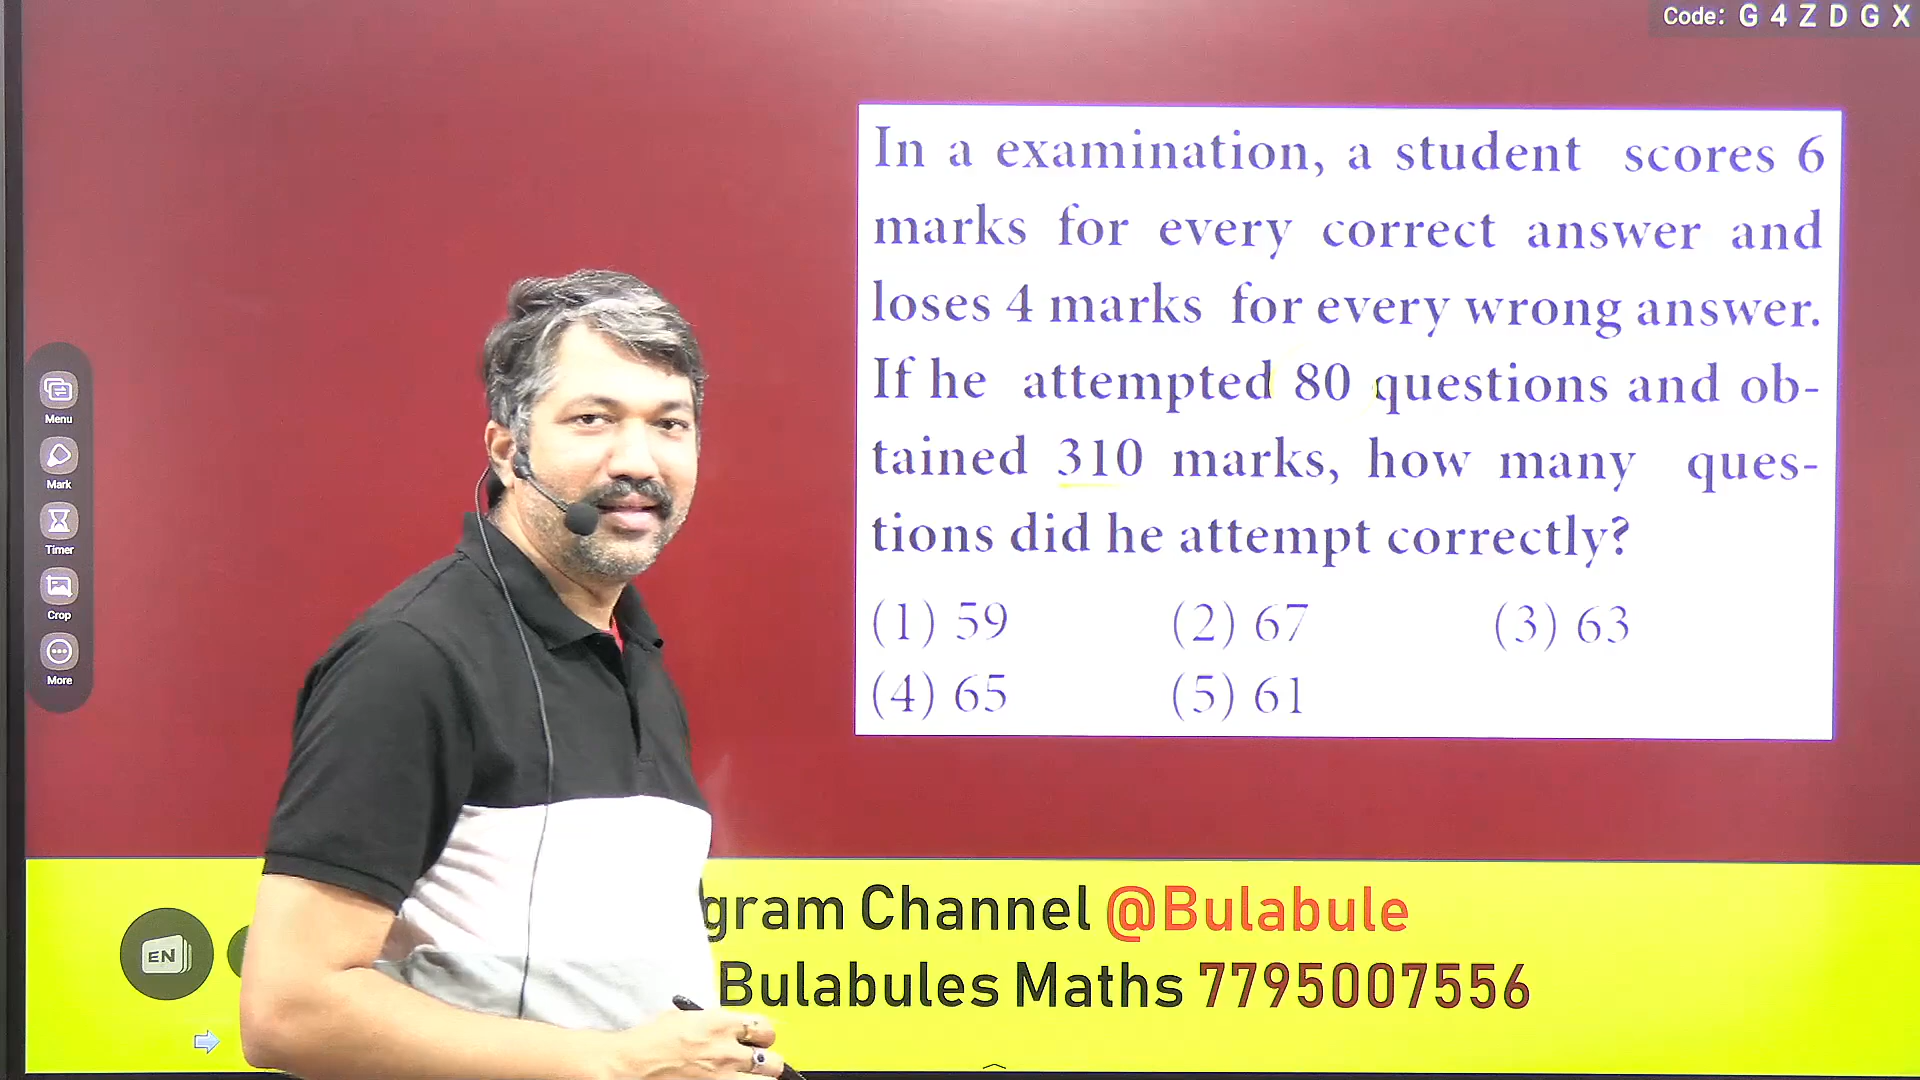 Code: G 4 Z D G X
In a examination, a student scores 6
marks for every correct answer and
loses 4 marks for every wrong answer.
If he attempted 80 questions and ob-
tained 310 marks, how many ques-
tions did he attempt correctly?
(1) 59 (2) 67 (3) 63
(4) 65 (5) 61
Menu
Mark
Timer
Crop
More
EN
gram Channel @Bulabule
Bulabules Maths 7795007556